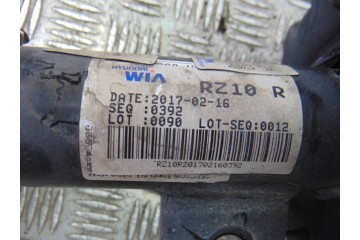 HYUNDAI
WIA RZ10 R
DATE:2017-02-16
SEQ :0392
LOT :0090 LOT-SEQ:0012
RZ10R201702160392